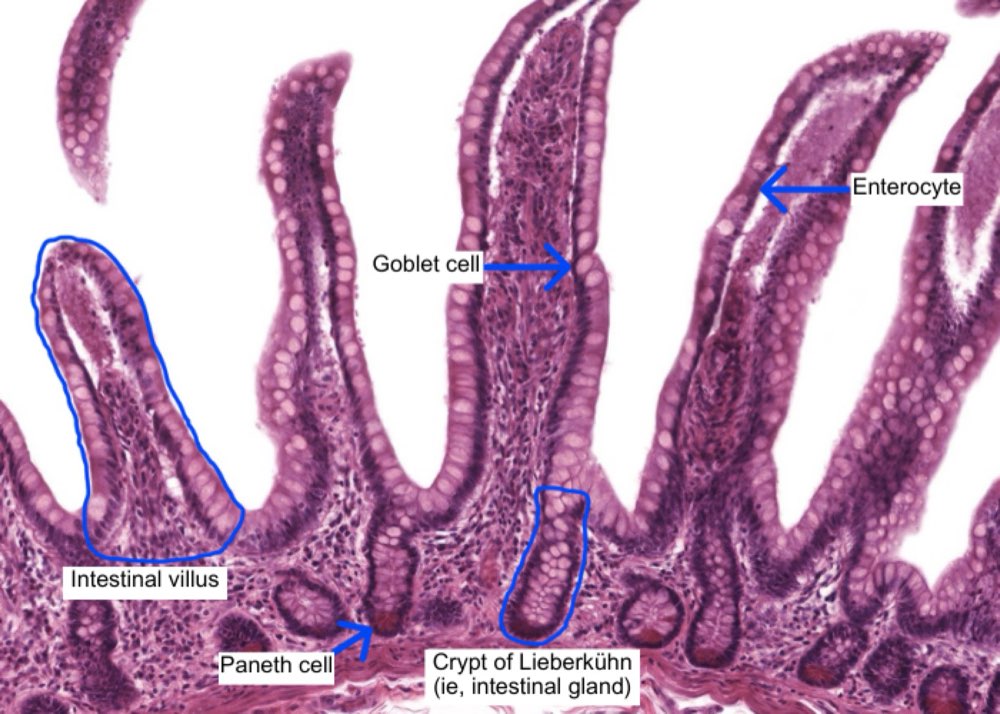 Enterocyte
Goblet cell
Intestinal villus
Paneth cell
Crypt of Lieberkühn
(ie, intestinal gland)